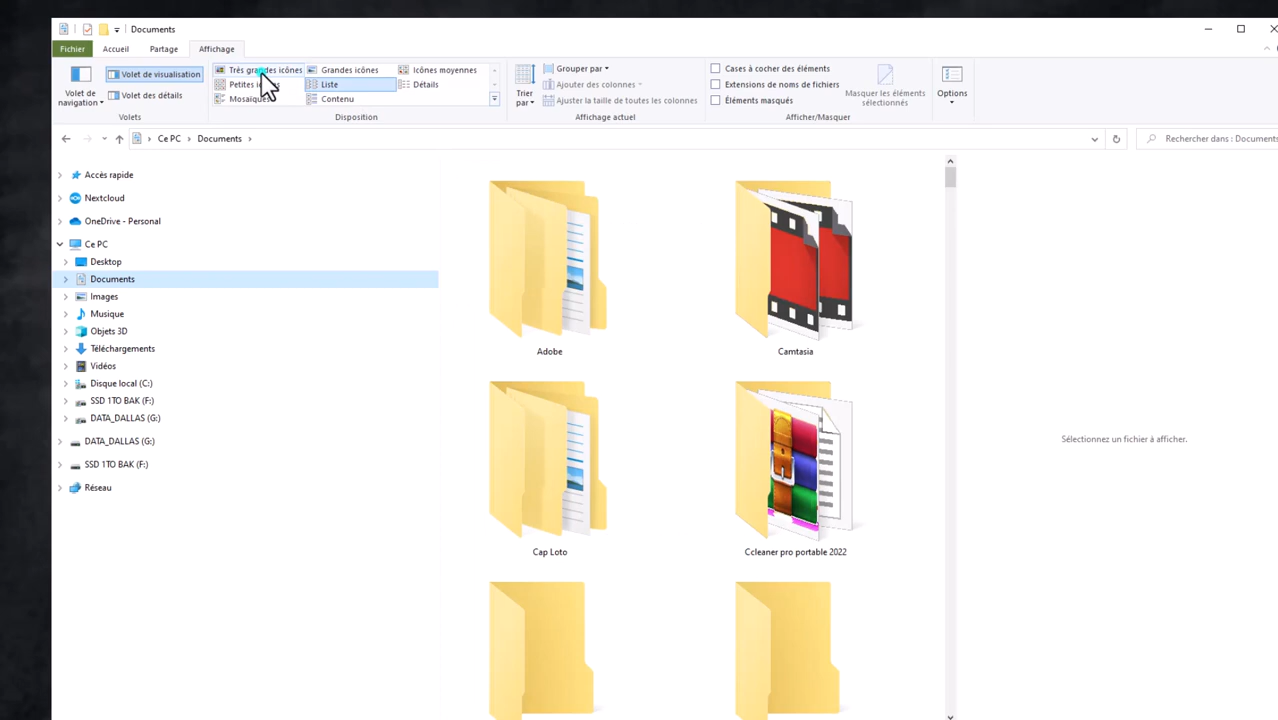 Documents
Fichier Accueil Partage Affichage
Volet de navigation
Volet de visualisation
Volet des détails
Volets
Très grandes icônes Grandes icônes Icônes moyennes
Petites Liste Détails
Mosaïques Contenu
Disposition
Trier par
Grouper par
Ajouter des colonnes
Ajuster la taille de toutes les colonnes
Affichage actuel
Cases à cocher des éléments
Extensions de noms de fichiers
Éléments masqués
Masquer les éléments sélectionnés
Afficher/Masquer
Options
Ce PC > Documents >
Rechercher dans : Documents
Accès rapide
Nextcloud
OneDrive - Personal
Ce PC
Desktop
Documents
Images
Musique
Objets 3D
Téléchargements
Vidéos
Disque local (C:)
SSD 1TO BAK (F:)
DATA_DALLAS (G:)
DATA_DALLAS (G:)
SSD 1TO BAK (F:)
Réseau
Adobe
Camtasia
Cap Loto
Ccleaner pro portable 2022
Sélectionnez un fichier à afficher.